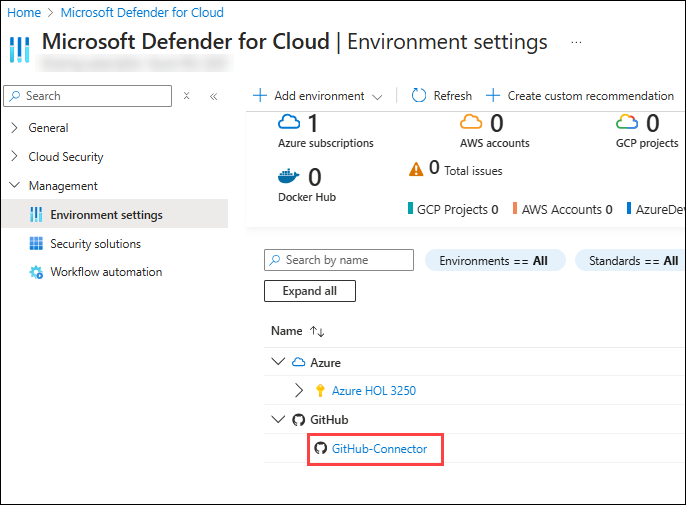 Home > Microsoft Defender for Cloud
Microsoft Defender for Cloud | Environment settings ...
Search
General
Cloud Security
Management
Environment settings
Security solutions
Workflow automation
Add environment Refresh Create custom recommendation
1 0 0
Azure subscriptions AWS accounts GCP projects
0 0 Total issues
Docker Hub
GCP Projects 0 AWS Accounts 0 AzureDev
Search by name Environments == All Standards == All
Expand all
Name
Azure
Azure HOL 3250
GitHub
GitHub-Connector